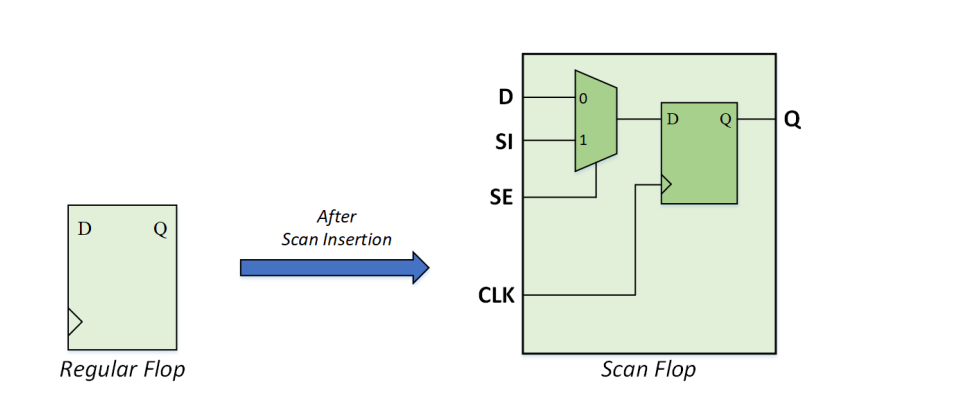 D Q
Regular Flop
After
Scan Insertion
D
SI
SE
CLK
0
1
D Q
Q
Scan Flop